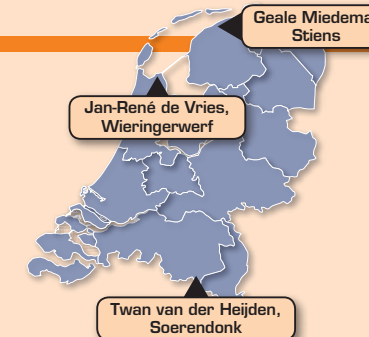 Geale Miedema
Stiens
Jan-René de Vries,
Wieringerwerf
Twan van der Heijden,
Soerendonk